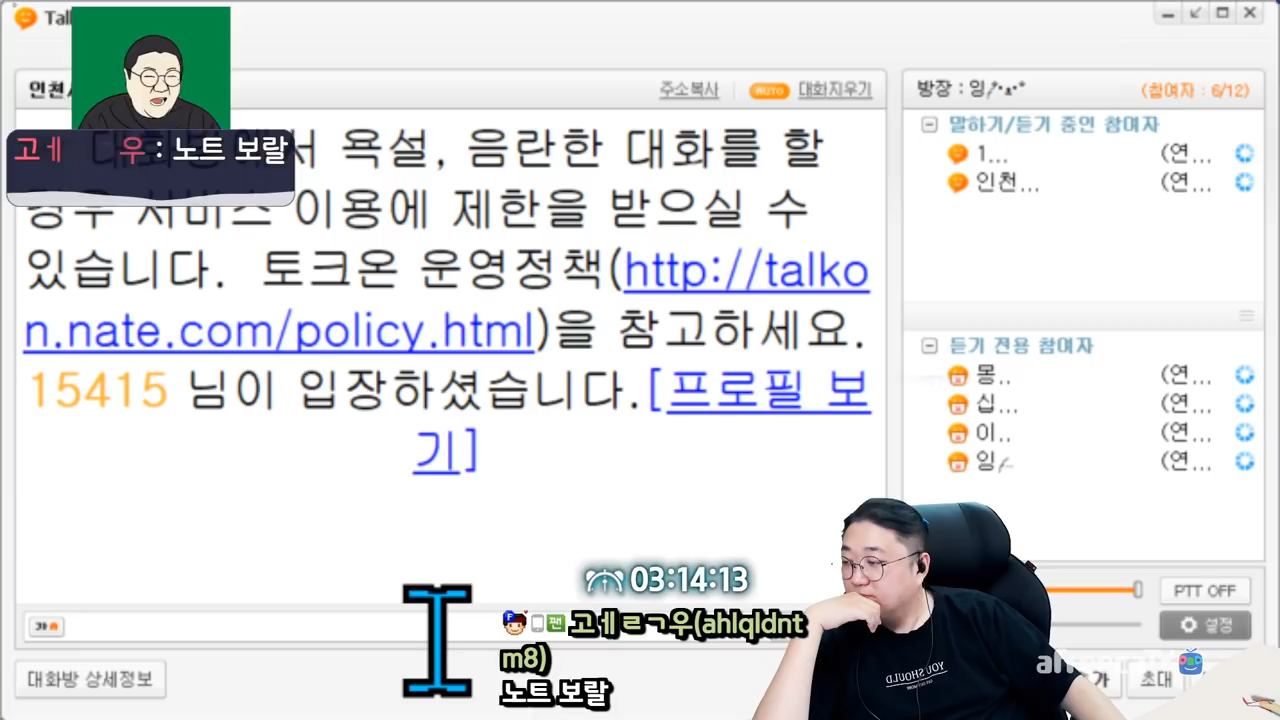 인천
주소복사
AUTO
대화지우기
고ㅔ 우 : 노트 보랄
서 욕설, 음란한 대화를 할
경우 서비스 이용에 제한을 받으실 수
있습니다. 토크온 운영정책(http://talko
n.nate.com/policy.html)을 참고하세요.
15415 님이 입장하셨습니다.[프로필 보
기]
방장 : 잉
(참여자 : 6/12)
말하기/듣기 중인 참여자
1... (연...
인천... (연...
듣기 전용 참여자
몽.. (연...
십... (연...
이.. (연...
잉 (연...
03:14:13
고ㅔㄹㄱ우(ahlqldnt
m8)
노트 보랄
PTT OFF
설정
가
초대
대화방 상세정보
YOU SHOULD